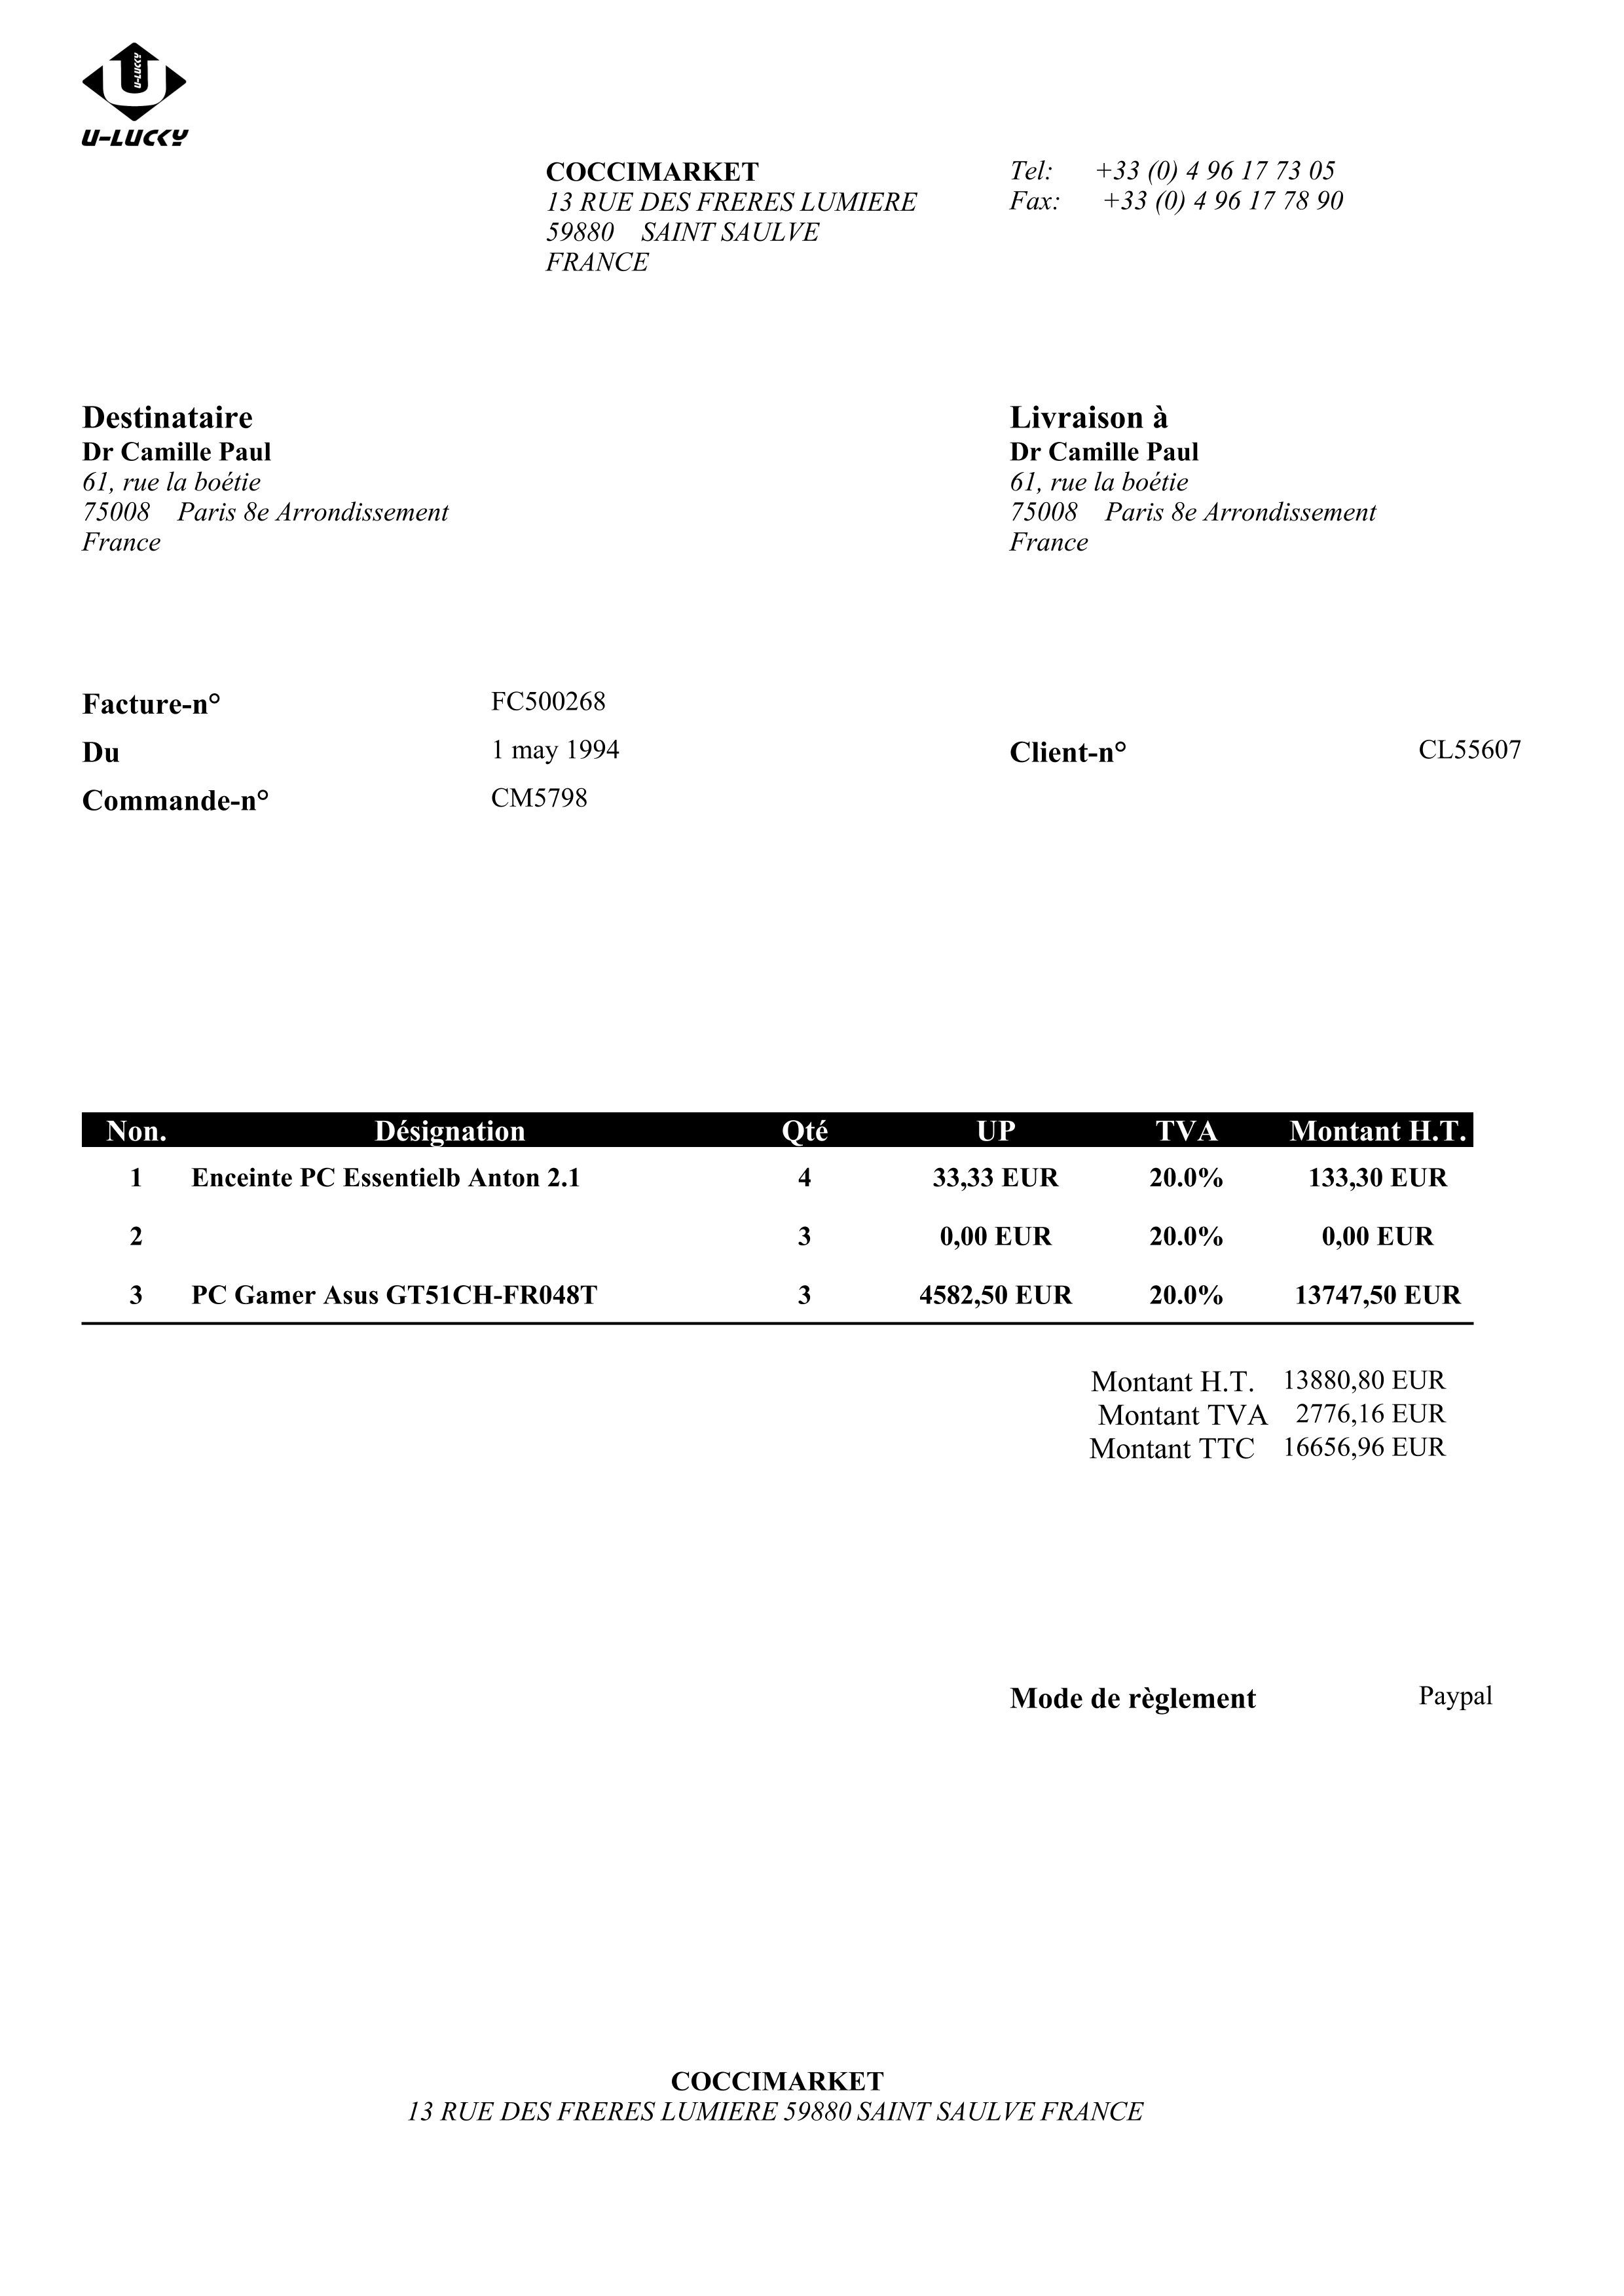 U-LUCKY
U-LUCKY
COCCIMARKET
13 RUE DES FRERES LUMIERE
59880 SAINT SAULVE
FRANCE
Tel: +33 (0) 4 96 17 73 05
Fax: +33 (0) 4 96 17 78 90
Destinataire
Dr Camille Paul
61, rue la boétie
75008 Paris 8e Arrondissement
France
Livraison à
Dr Camille Paul
61, rue la boétie
75008 Paris 8e Arrondissement
France
Facture-n° FC500268
Du 1 may 1994 Client-n° CL55607
Commande-n° CM5798
Non. Désignation Qté UP TVA Montant H.T.
1 Enceinte PC Essentielb Anton 2.1 4 33,33 EUR 20.0% 133,30 EUR
2 3 0,00 EUR 20.0% 0,00 EUR
3 PC Gamer Asus GT51CH-FR048T 3 4582,50 EUR 20.0% 13747,50 EUR
Montant H.T. 13880,80 EUR
Montant TVA 2776,16 EUR
Montant TTC 16656,96 EUR
Mode de règlement Paypal
COCCIMARKET
13 RUE DES FRERES LUMIERE 59880 SAINT SAULVE FRANCE